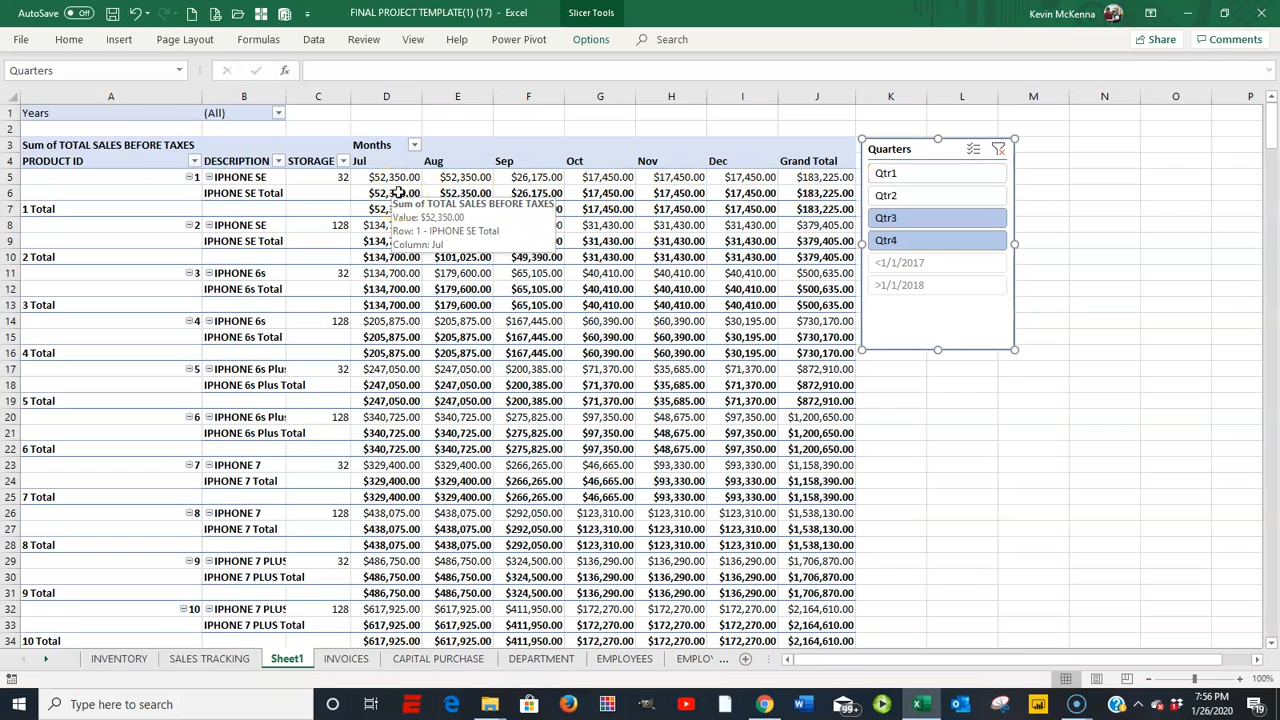 AutoSave Off FINAL PROJECT TEMPLATE(1) (17) - Excel Slicer Tools Kevin McKenna
File Home Insert Page Layout Formulas Data Review View Help Power Pivot Options Search Share Comments
Quarters fx
A B C D E F G H I J K L M N O P
1 Years (All)
2
3 Sum of TOTAL SALES BEFORE TAXES Months
4 PRODUCT ID DESCRIPTION STORAGE Jul Aug Sep Oct Nov Dec Grand Total
5 1 IPHONE SE 32 $52,350.00 $52,350.00 $26,175.00 $17,450.00 $17,450.00 $17,450.00 $183,225.00
6 IPHONE SE Total $52,350.00 $52,350.00 $26,175.00 $17,450.00 $17,450.00 $17,450.00 $183,225.00
7 1 Total $52, $17,450.00 $17,450.00 $17,450.00 $183,225.00
8 2 IPHONE SE 128 $134, $31,430.00 $31,430.00 $31,430.00 $379,405.00
9 IPHONE SE Total $134, $31,430.00 $31,430.00 $31,430.00 $379,405.00
10 2 Total $134,700.00 $101,025.00 $49,390.00 $31,430.00 $31,430.00 $31,430.00 $379,405.00
11 3 IPHONE 6s 32 $134,700.00 $179,600.00 $65,105.00 $40,410.00 $40,410.00 $40,410.00 $500,635.00
12 IPHONE 6s Total $134,700.00 $179,600.00 $65,105.00 $40,410.00 $40,410.00 $40,410.00 $500,635.00
13 3 Total $134,700.00 $179,600.00 $65,105.00 $40,410.00 $40,410.00 $40,410.00 $500,635.00
14 4 IPHONE 6s 128 $205,875.00 $205,875.00 $167,445.00 $60,390.00 $60,390.00 $30,195.00 $730,170.00
15 IPHONE 6s Total $205,875.00 $205,875.00 $167,445.00 $60,390.00 $60,390.00 $30,195.00 $730,170.00
16 4 Total $205,875.00 $205,875.00 $167,445.00 $60,390.00 $60,390.00 $30,195.00 $730,170.00
17 5 IPHONE 6s Plus 32 $247,050.00 $247,050.00 $200,385.00 $71,370.00 $35,685.00 $71,370.00 $872,910.00
18 IPHONE 6s Plus Total $247,050.00 $247,050.00 $200,385.00 $71,370.00 $35,685.00 $71,370.00 $872,910.00
19 5 Total $247,050.00 $247,050.00 $200,385.00 $71,370.00 $35,685.00 $71,370.00 $872,910.00
20 6 IPHONE 6s Plus 128 $340,725.00 $340,725.00 $275,825.00 $97,350.00 $48,675.00 $97,350.00 $1,200,650.00
21 IPHONE 6s Plus Total $340,725.00 $340,725.00 $275,825.00 $97,350.00 $48,675.00 $97,350.00 $1,200,650.00
22 6 Total $340,725.00 $340,725.00 $275,825.00 $97,350.00 $48,675.00 $97,350.00 $1,200,650.00
23 7 IPHONE 7 32 $329,400.00 $329,400.00 $266,265.00 $46,665.00 $93,330.00 $93,330.00 $1,158,390.00
24 IPHONE 7 Total $329,400.00 $329,400.00 $266,265.00 $46,665.00 $93,330.00 $93,330.00 $1,158,390.00
25 7 Total $329,400.00 $329,400.00 $266,265.00 $46,665.00 $93,330.00 $93,330.00 $1,158,390.00
26 8 IPHONE 7 128 $438,075.00 $438,075.00 $292,050.00 $123,310.00 $123,310.00 $123,310.00 $1,538,130.00
27 IPHONE 7 Total $438,075.00 $438,075.00 $292,050.00 $123,310.00 $123,310.00 $123,310.00 $1,538,130.00
28 8 Total $438,075.00 $438,075.00 $292,050.00 $123,310.00 $123,310.00 $123,310.00 $1,538,130.00
29 9 IPHONE 7 PLUS 32 $486,750.00 $486,750.00 $324,500.00 $136,290.00 $136,290.00 $136,290.00 $1,706,870.00
30 IPHONE 7 PLUS Total $486,750.00 $486,750.00 $324,500.00 $136,290.00 $136,290.00 $136,290.00 $1,706,870.00
31 9 Total $486,750.00 $486,750.00 $324,500.00 $136,290.00 $136,290.00 $136,290.00 $1,706,870.00
32 10 IPHONE 7 PLUS 128 $617,925.00 $617,925.00 $411,950.00 $172,270.00 $172,270.00 $172,270.00 $2,164,610.00
33 IPHONE 7 PLUS Total $617,925.00 $617,925.00 $411,950.00 $172,270.00 $172,270.00 $172,270.00 $2,164,610.00
34 10 Total $617,925.00 $617,925.00 $411,950.00 $172,270.00 $172,270.00 $172,270.00 $2,164,610.00
Sum of TOTAL SALES BEFORE TAXES
Value: $52,350.00
Row: 1 - IPHONE SE Total
Column: Jul
Quarters
Qtr1
Qtr2
Qtr3
Qtr4
<1/1/2017
>1/1/2018
INVENTORY SALES TRACKING Sheet1 INVOICES CAPITAL PURCHASE DEPARTMENT EMPLOYEES EMPLOY ...
100%
Type here to search 99+ 7:56 PM
1/26/2020